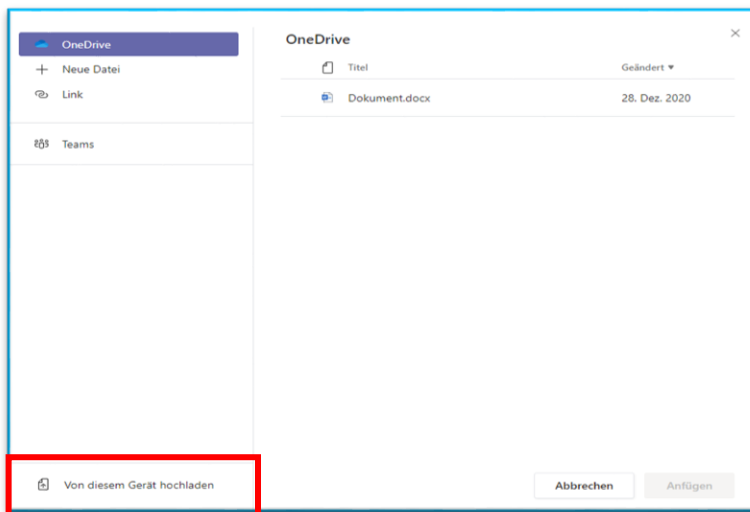 OneDrive
Neue Datei
Link
Teams
Von diesem Gerät hochladen
OneDrive
Titel Geändert
Dokument.docx 28. Dez. 2020
Abbrechen Anfügen